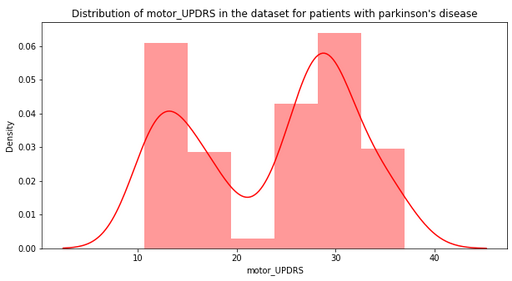 Distribution of motor_UPDRS in the dataset for patients with parkinson's disease
0.06
0.05
0.04
0.03
0.02
0.01
0.00
Density
10 20 30 40
motor_UPDRS